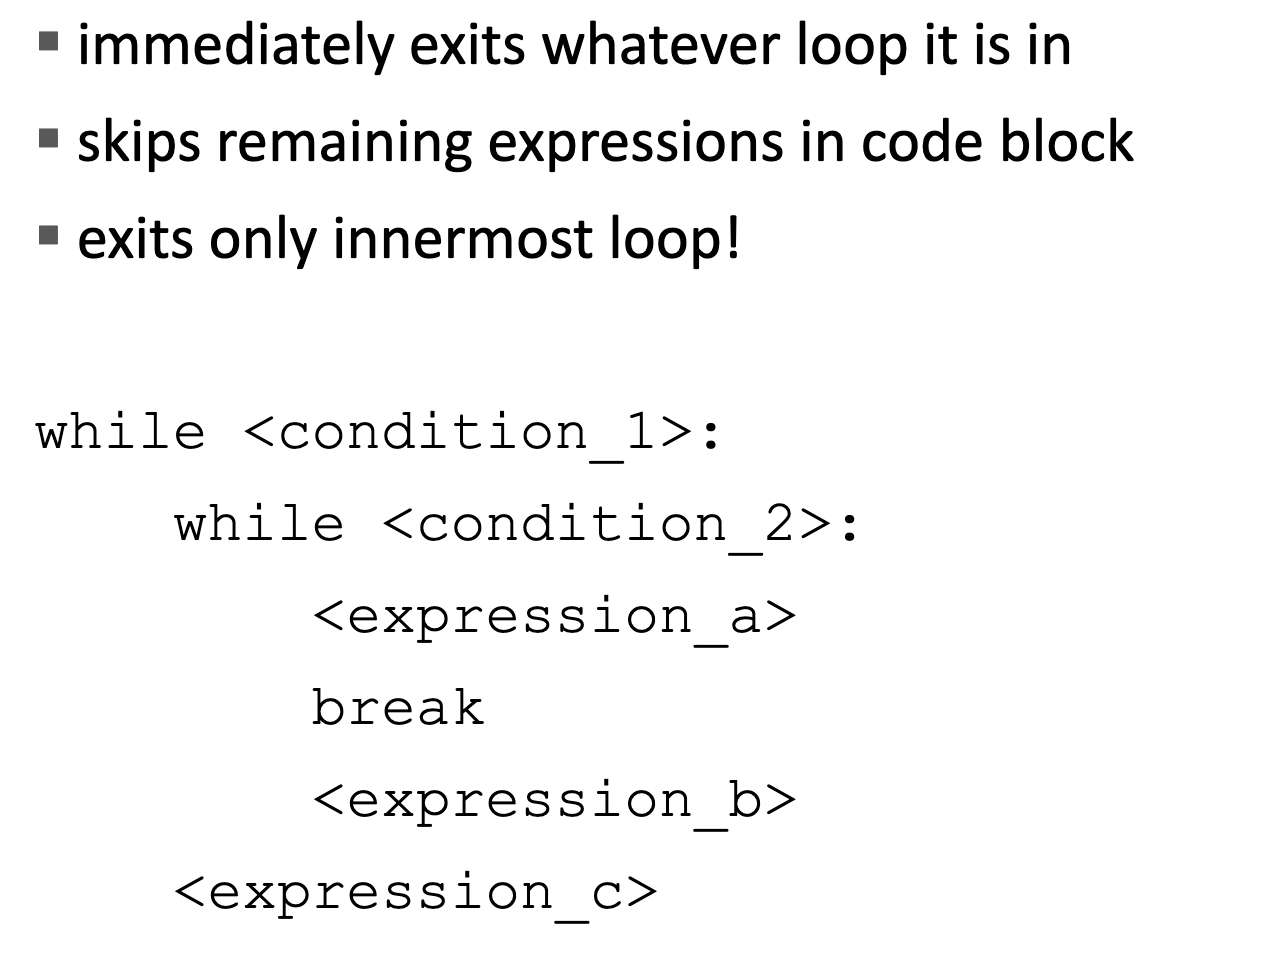 ▪ immediately exits whatever loop it is in
▪ skips remaining expressions in code block
▪ exits only innermost loop!
while <condition_1>:
    while <condition_2>:
        <expression_a>
        break
        <expression_b>
    <expression_c>